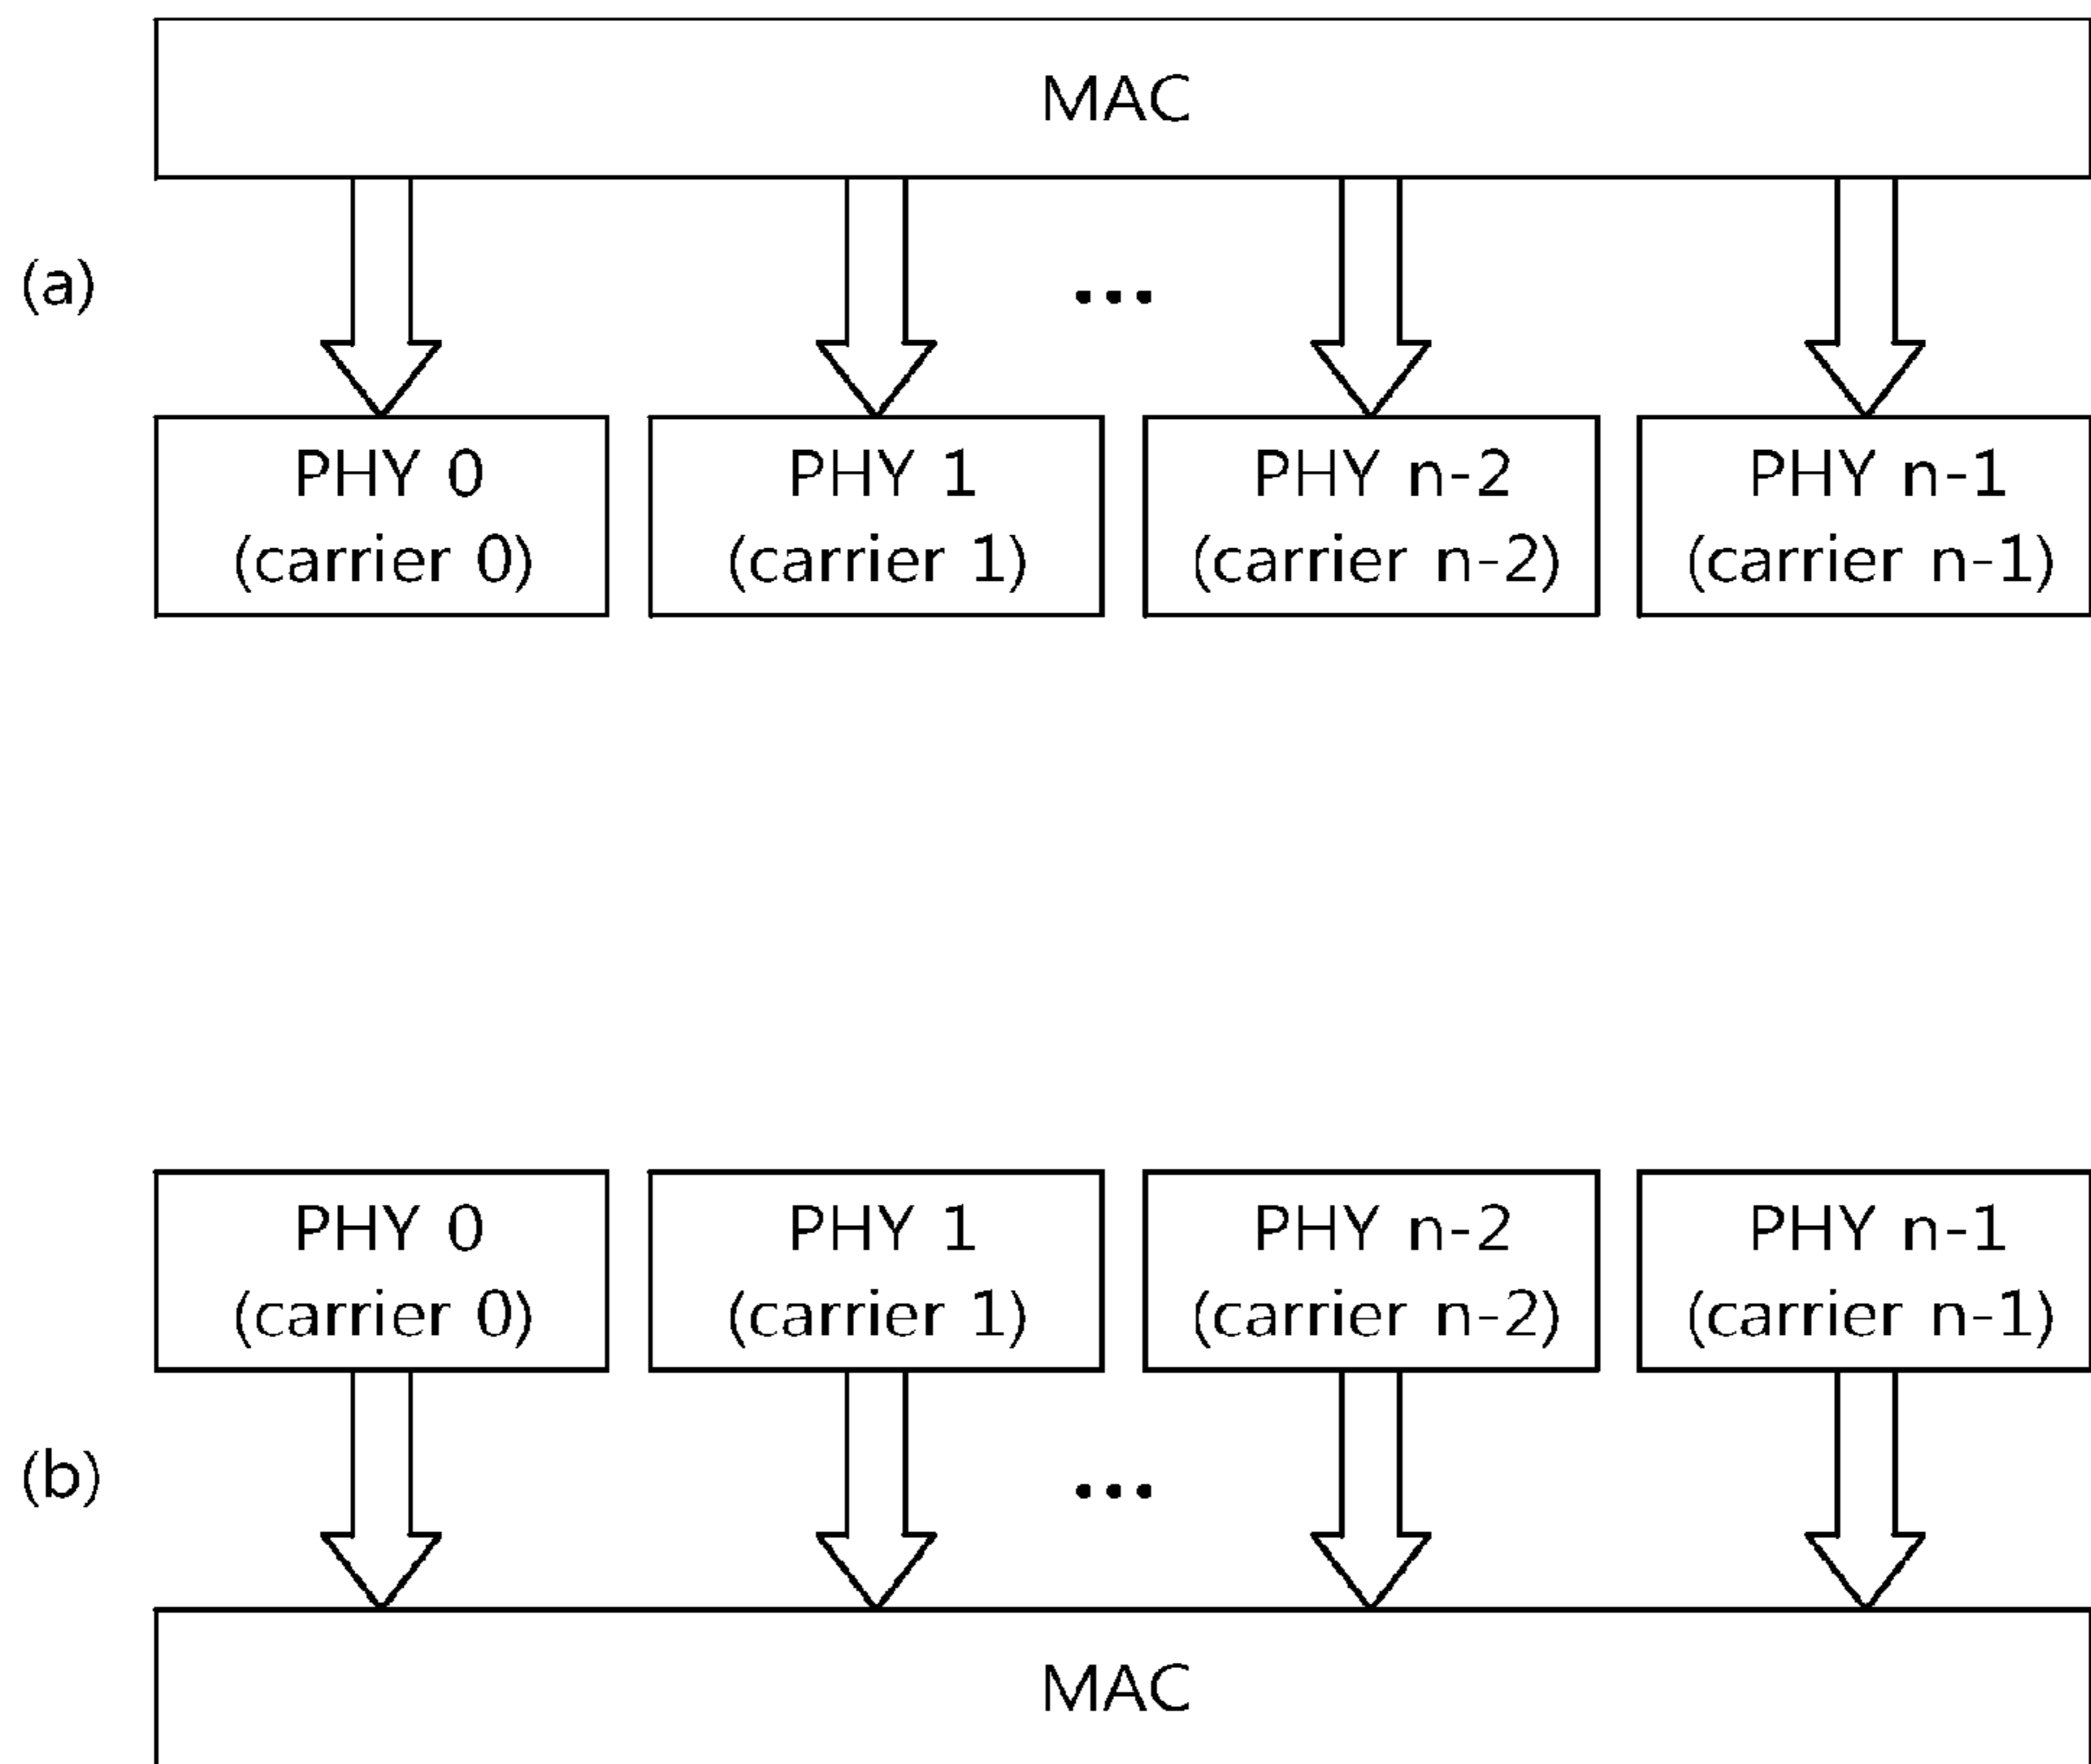 MAC
(a)
...
PHY 0
(carrier 0)
PHY 1
(carrier 1)
PHY n-2
(carrier n-2)
PHY n-1
(carrier n-1)
PHY 0
(carrier 0)
PHY 1
(carrier 1)
PHY n-2
(carrier n-2)
PHY n-1
(carrier n-1)
(b)
...
MAC